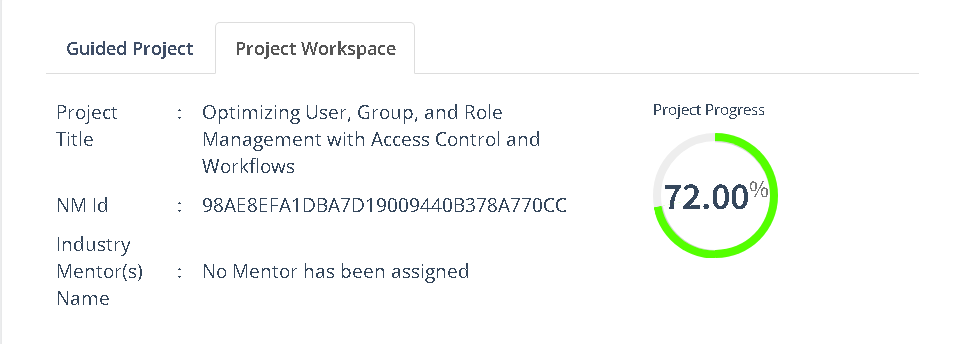 Guided Project
Project Workspace
Project Title : Optimizing User, Group, and Role
Management with Access Control and
Workflows
NM Id : 98AE8EFA1DBA7D19009440B378A770CC
Industry
Mentor(s) : No Mentor has been assigned
Name
Project Progress
72.00%